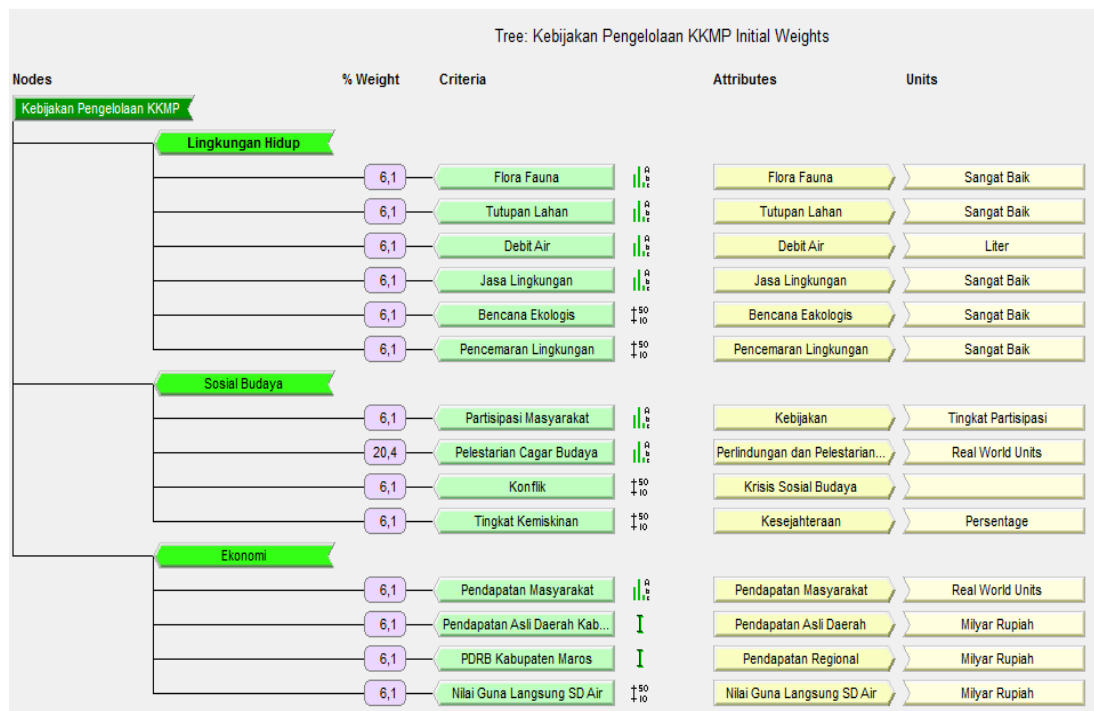 Tree: Kebijakan Pengelolaan KKMP Initial Weights
Nodes % Weight Criteria Attributes Units
Kebijakan Pengelolaan KKMP
Lingkungan Hidup
6,1 Flora Fauna Flora Fauna Sangat Baik
6,1 Tutupan Lahan Tutupan Lahan Sangat Baik
6,1 Debit Air Debit Air Liter
6,1 Jasa Lingkungan Jasa Lingkungan Sangat Baik
6,1 Bencana Ekologis Bencana Eakologis Sangat Baik
6,1 Pencemaran Lingkungan Pencemaran Lingkungan Sangat Baik
Sosial Budaya
6,1 Partisipasi Masyarakat Kebijakan Tingkat Partisipasi
20,4 Pelestarian Cagar Budaya Perlindungan dan Pelestarian... Real World Units
6,1 Konflik Krisis Sosial Budaya
6,1 Tingkat Kemiskinan Kesejahteraan Persentage
Ekonomi
6,1 Pendapatan Masyarakat Pendapatan Masyarakat Real World Units
6,1 Pendapatan Asli Daerah Kab... Pendapatan Asli Daerah Milyar Rupiah
6,1 PDRB Kabupaten Maros Pendapatan Regional Milyar Rupiah
6,1 Nilai Guna Langsung SD Air Nilai Guna Langsung SD Air Milyar Rupiah